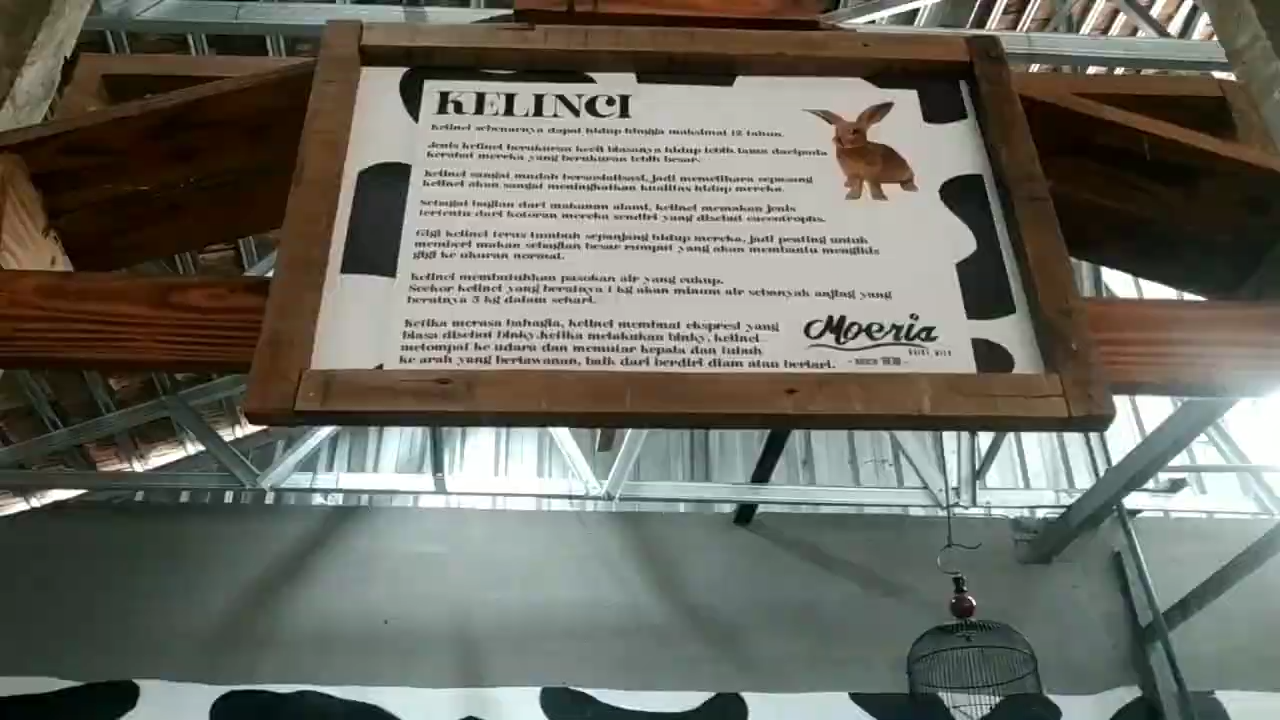 KELINCI
Kelinci sebenarnya dapat hidup hingga maksimal 12 tahun.
Jenis kelinci berukuran kecil biasanya hidup lebih lama daripada
kerabat mereka yang berukuran lebih besar.
Kelinci sangat mudah bersosialisasi, jadi memelihara sepasang
kelinci akan sangat meningkatkan kualitas hidup mereka.
Sebagai bagian dari makanan alami, kelinci memakan jenis
tertentu dari kotoran mereka sendiri yang disebut caecotrophs.
Gigi kelinci terus tumbuh sepanjang hidup mereka, jadi penting untuk
memberi makan sebagian besar rumput yang akan membantu mengikis
gigi ke ukuran normal.
Kelinci membutuhkan pasokan air yang cukup.
Seekor kelinci yang beratnya 1 kg akan minum air sebanyak anjing yang
beratnya 5 kg dalam sehari.
Ketika merasa bahagia, kelinci membuat ekspresi yang
biasa disebut binky.ketika melakukan binky, kelinci
melompat ke udara dan memutar kepala dan tubuh
ke arah yang berlawanan, baik dari berdiri diam atau berlari.
Moeria